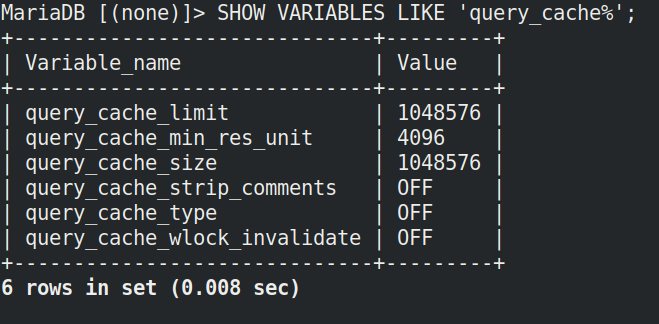 MariaDB [(none)]> SHOW VARIABLES LIKE 'query_cache%';
+------------------------------+---------+
| Variable_name                | Value   |
+------------------------------+---------+
| query_cache_limit            | 1048576 |
| query_cache_min_res_unit     | 4096    |
| query_cache_size             | 1048576 |
| query_cache_strip_comments   | OFF     |
| query_cache_type             | OFF     |
| query_cache_wlock_invalidate | OFF     |
+------------------------------+---------+
6 rows in set (0.008 sec)